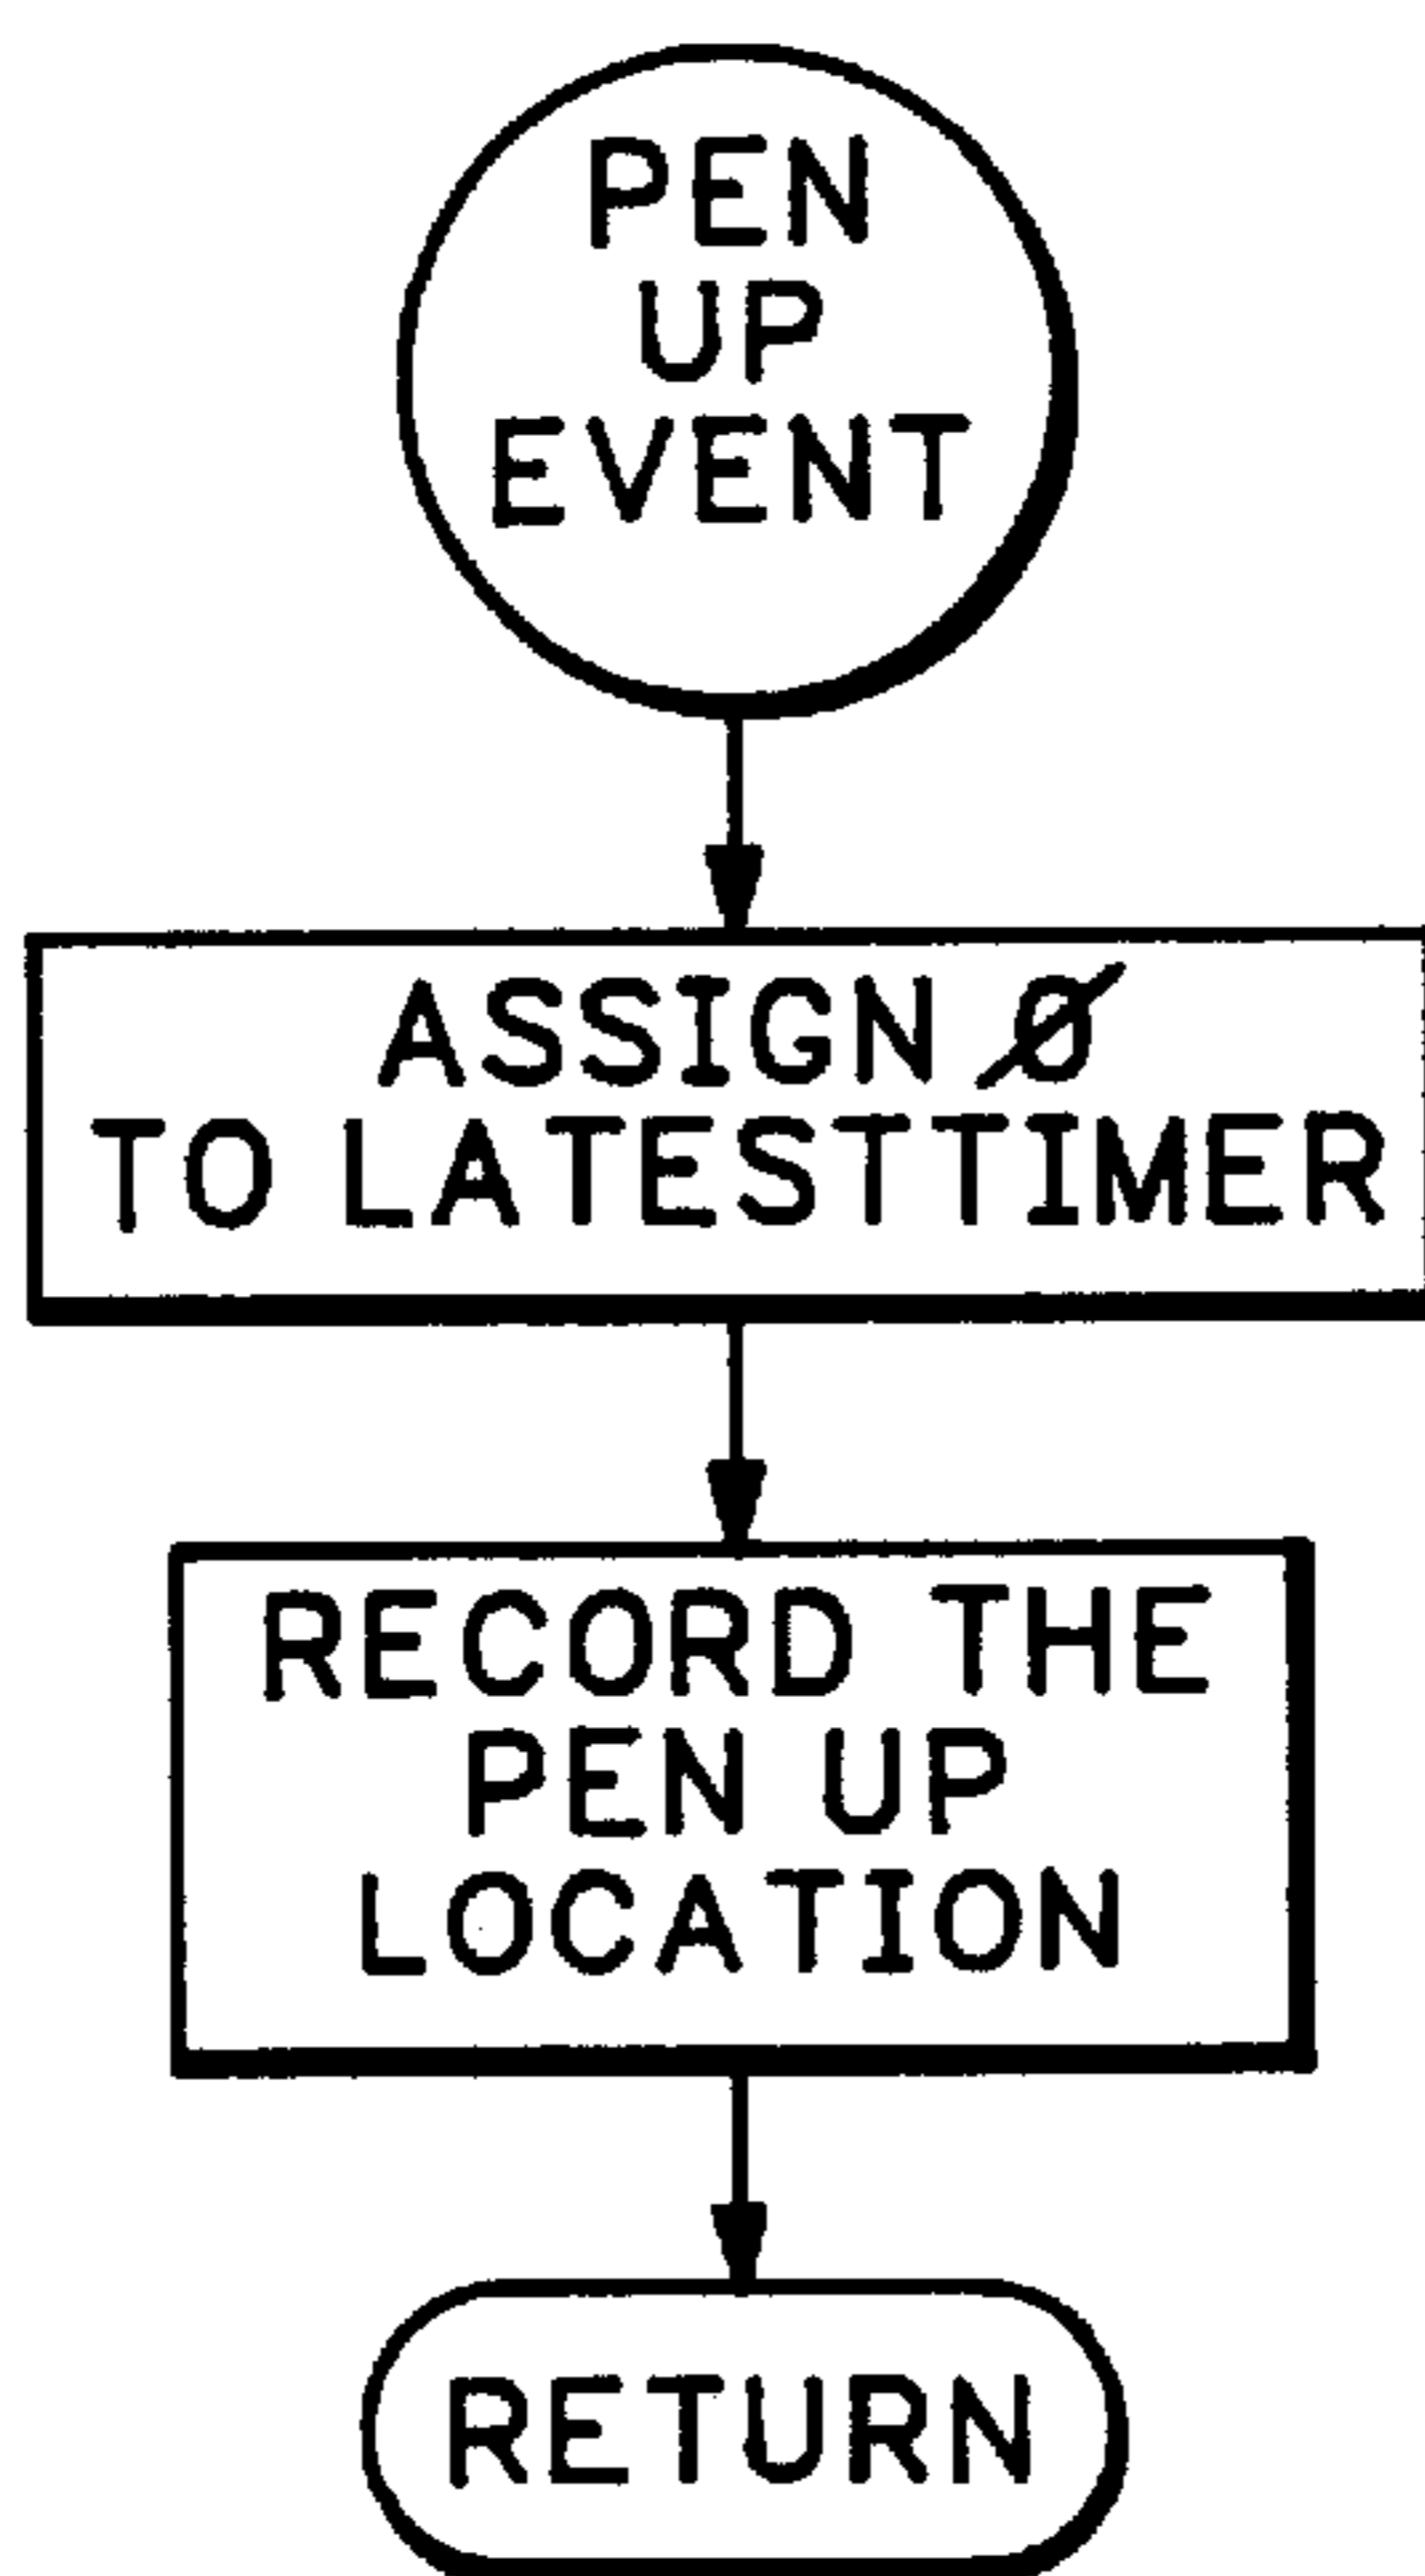 PEN
UP
EVENT
ASSIGN Ø
TO LATESTTIMER
RECORD THE
PEN UP
LOCATION
RETURN